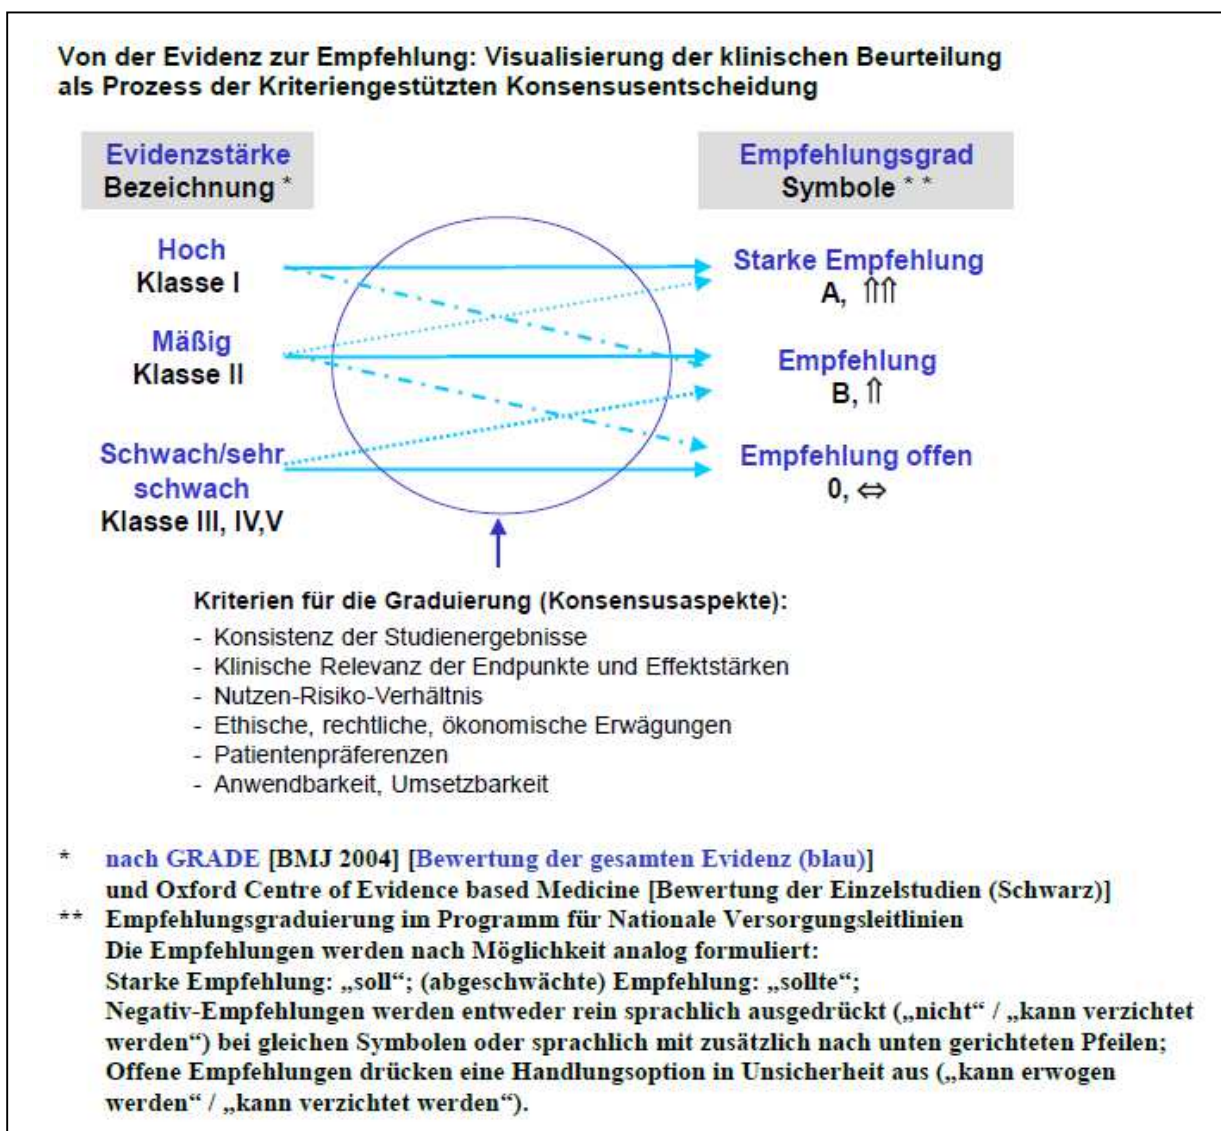 Von der Evidenz zur Empfehlung: Visualisierung der klinischen Beurteilung
als Prozess der Kriteriengestützten Konsensusentscheidung
Evidenzstärke
Bezeichnung *
Empfehlungsgrad
Symbole * *
Hoch
Klasse I
Starke Empfehlung
A, ⇑⇑
Mäßig
Klasse II
Empfehlung
B, ⇑
Schwach/sehr
schwach
Klasse III, IV,V
Empfehlung offen
0, ⇔
Kriterien für die Graduierung (Konsensusaspekte):
- Konsistenz der Studienergebnisse
- Klinische Relevanz der Endpunkte und Effektstärken
- Nutzen-Risiko-Verhältnis
- Ethische, rechtliche, ökonomische Erwägungen
- Patientenpräferenzen
- Anwendbarkeit, Umsetzbarkeit
* nach GRADE [BMJ 2004] [Bewertung der gesamten Evidenz (blau)]
und Oxford Centre of Evidence based Medicine [Bewertung der Einzelstudien (Schwarz)]
** Empfehlungsgraduierung im Programm für Nationale Versorgungsleitlinien
Die Empfehlungen werden nach Möglichkeit analog formuliert:
Starke Empfehlung: „soll“; (abgeschwächte) Empfehlung: „sollte“;
Negativ-Empfehlungen werden entweder rein sprachlich ausgedrückt („nicht“ / „kann verzichtet
werden“) bei gleichen Symbolen oder sprachlich mit zusätzlich nach unten gerichteten Pfeilen;
Offene Empfehlungen drücken eine Handlungsoption in Unsicherheit aus („kann erwogen
werden“ / „kann verzichtet werden“).